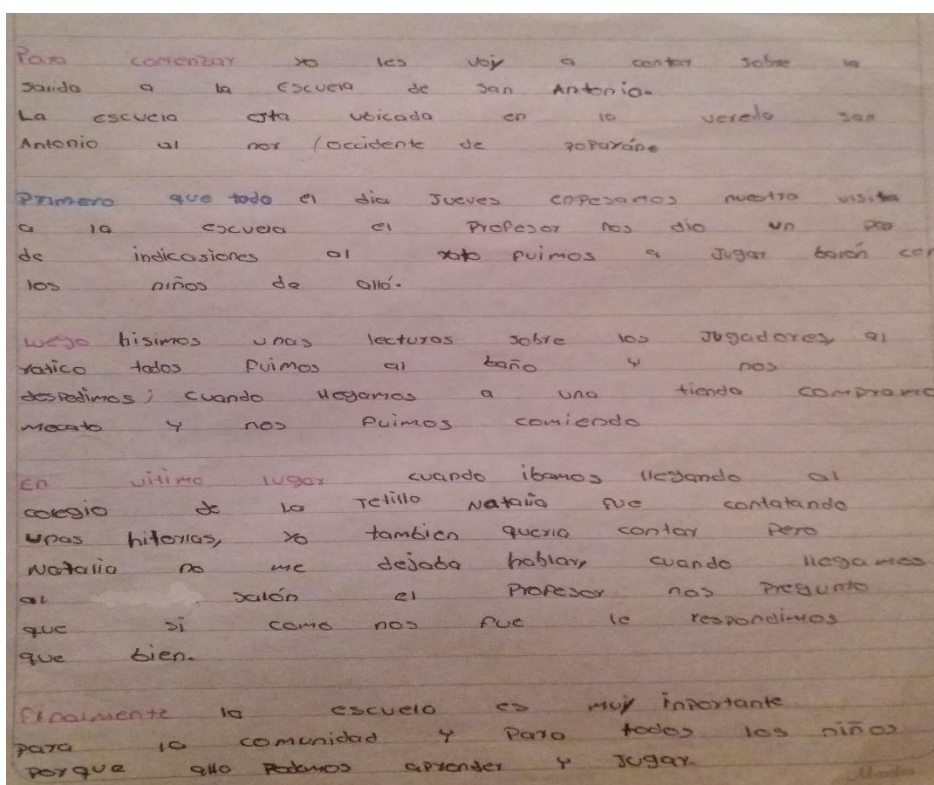 Para comenzar yo les voy a contar sobre la
salida a la escuela de San Antonio.
La escuela esta ubicada en la vereda san
Antonio al nor occidente de Popayán.
Primero que todo el dia Jueves enpesamos nuestra visita
a la escuela el Profesor nos dio un par
de indicasiones al rato fuimos a Jugar balón con
los niños de allá.
Luego hisimos unas lecturas sobre los Jugadores, al
ratico todos fuimos al baño y nos
despedimos; cuando llegamos a una tienda compramo
mecato y nos fuimos comiendo
En ultimo lugar cuando ibamos llegando al
colegio de la Tetillo Natalia fue contatando
unas hitorias, yo tambien queria contar Pero
Natalia no me dejaba hablar, cuando llegamos
al salón el Profesor nos Pregunto
que si como nos fue le respondimos
que bien.
Finalmente la escuela es muy inportante
para la comunidad y Para todos los niños
Porque alla Podemos aprender y Jugar.